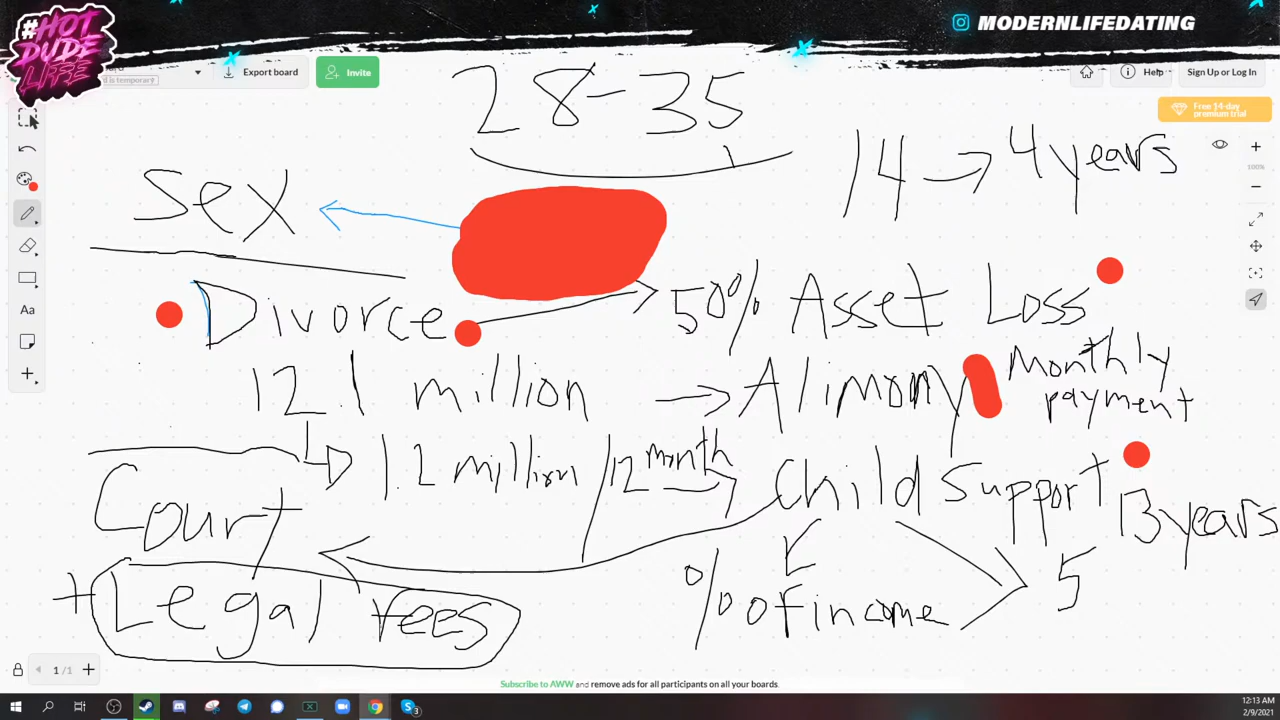 #HOT
DUDE
LIFE
MODERNLIFEDATING
Export board
Invite
Help
Sign Up or Log In
Free 14-day
premium trial
100%
28-35
14 → 4 years
sex
Divorce → 50% Asset Loss
12.1 million → Alimony Monthly
payment
1.2 million / 12 month
Child Support 13 years
Court
% of income
5
+ Legal fees
Aa
1 / 1
Subscribe to AWW and remove ads for all participants on all your boards.
3
12:13 AM
2/9/2021